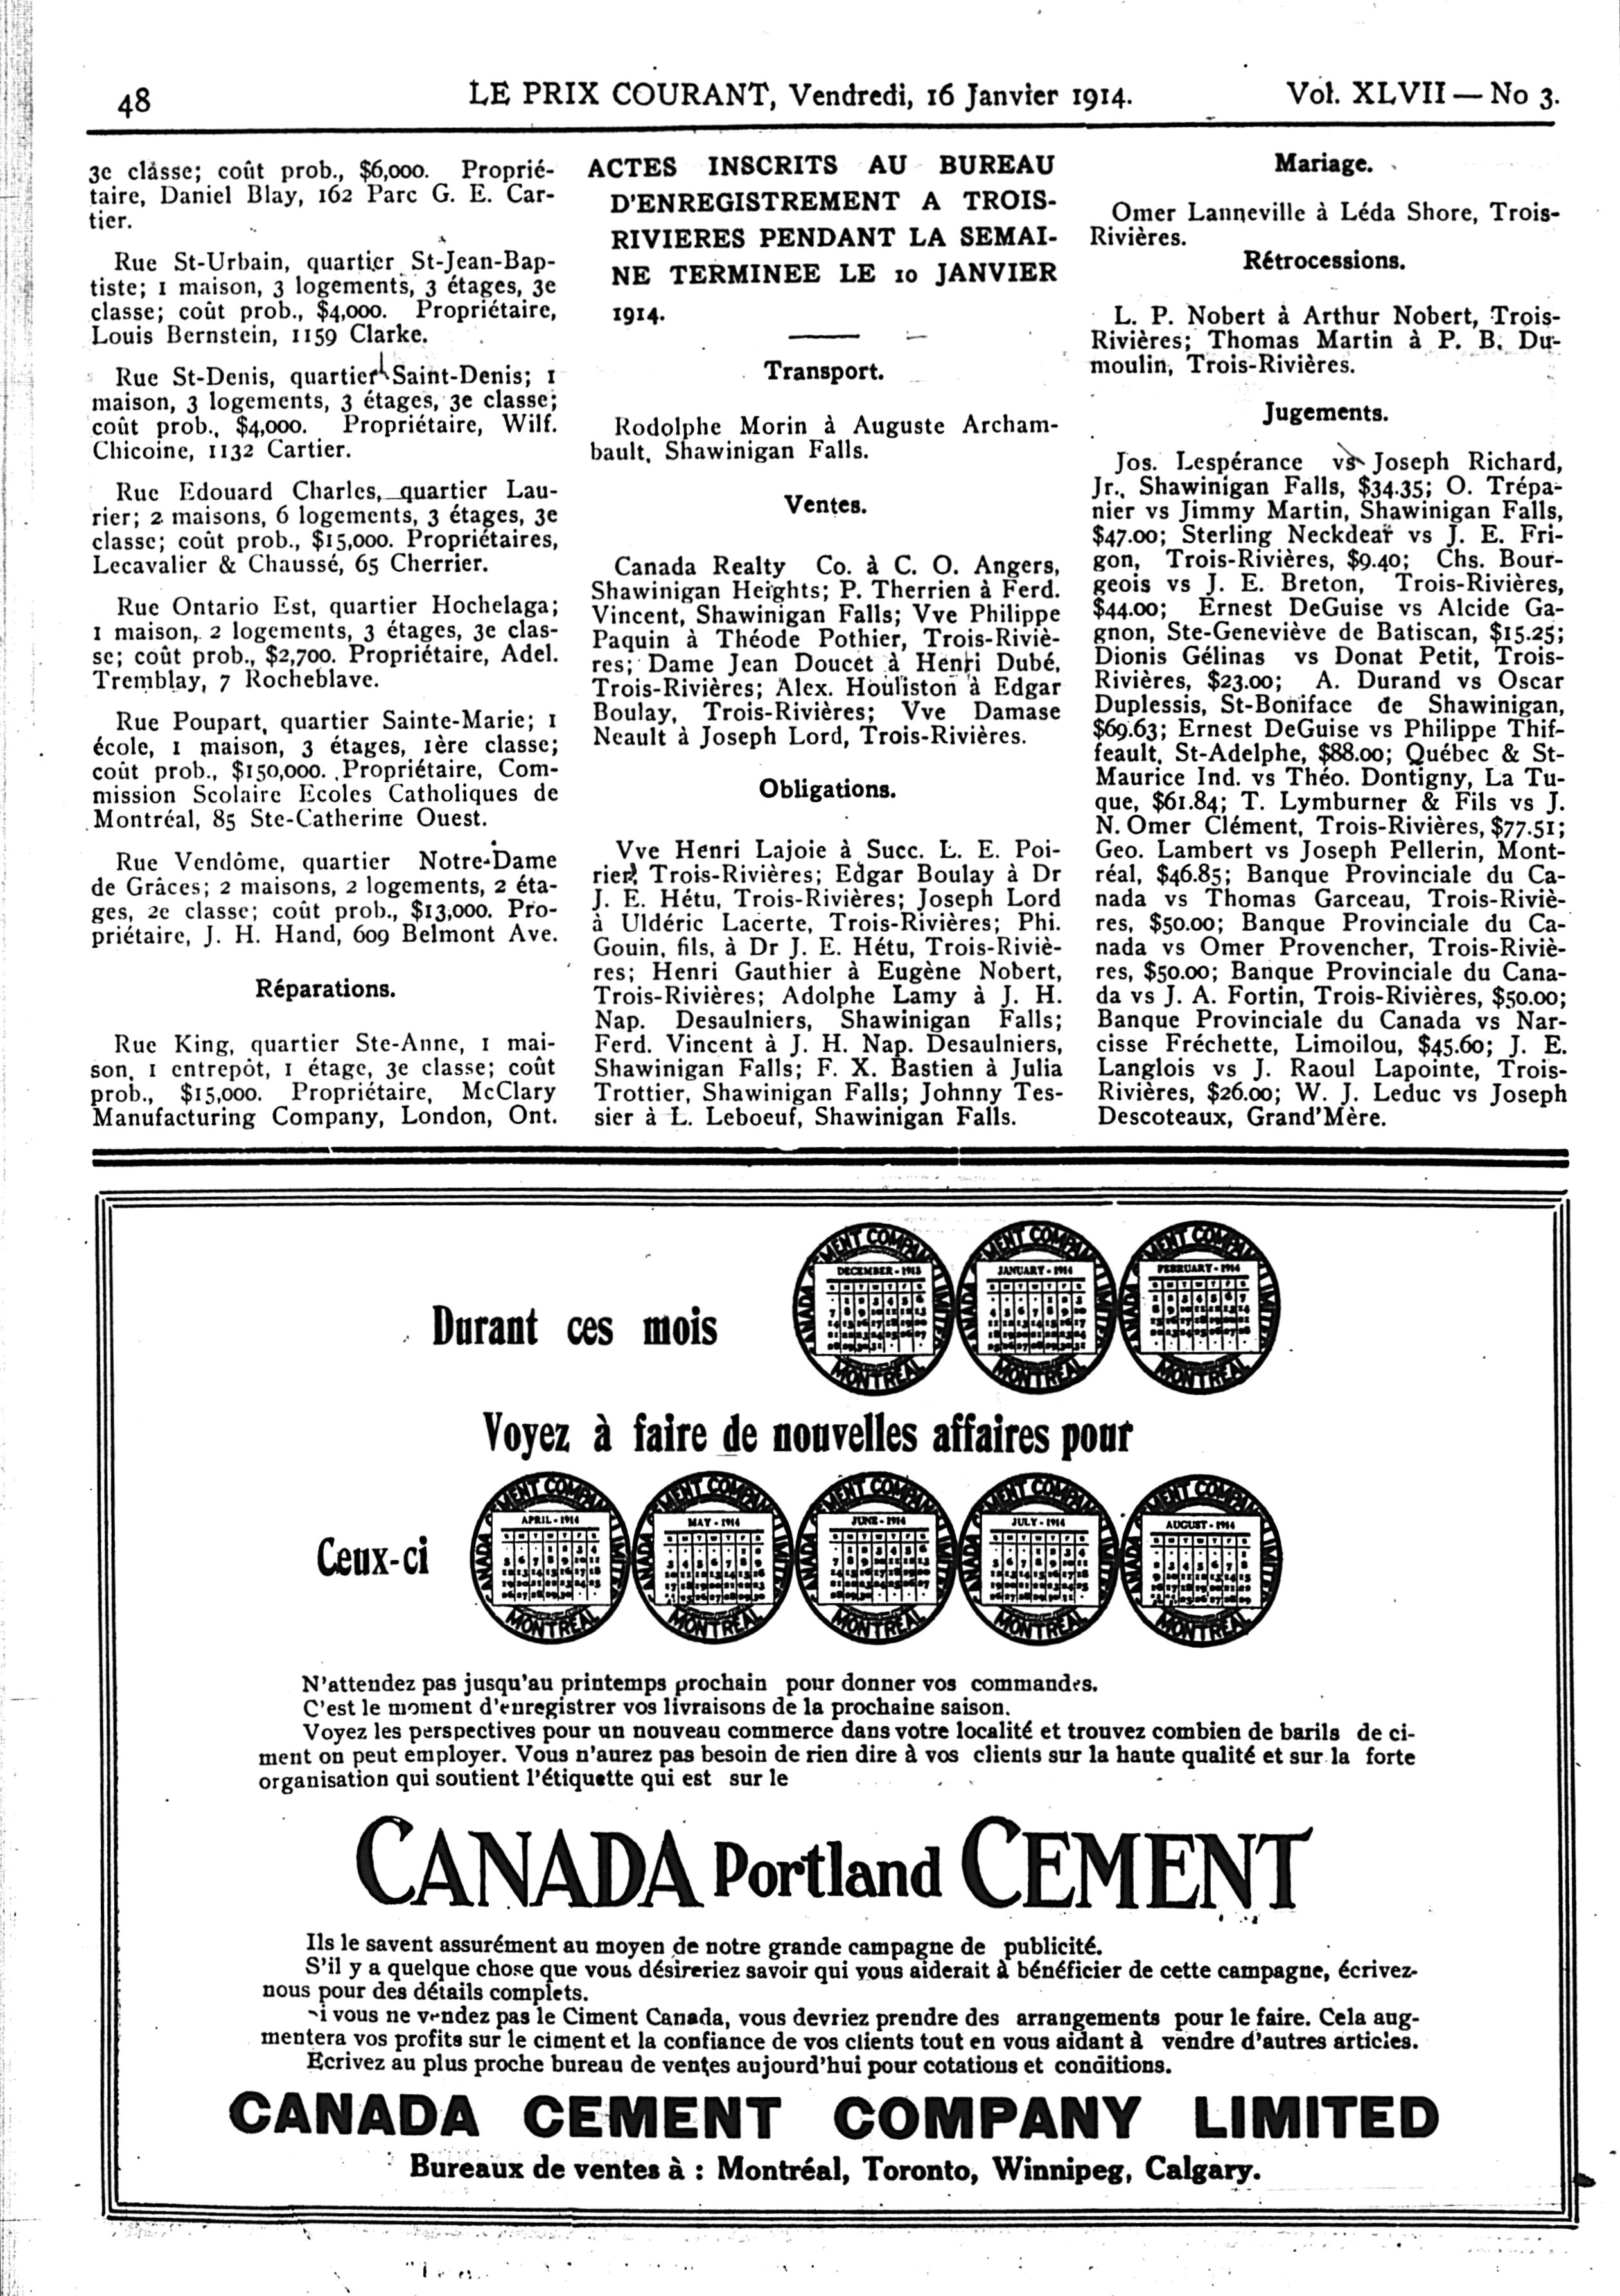 48
LE PRIX COURANT, Vendredi, 16 Janvier 1914.
Vol. XLVII — No 3.
3e classe; coût prob., $6,000. Proprié-
taire, Daniel Blay, 162 Parc G. E. Car-
tier.
Rue St-Urbain, quartier St-Jean-Bap-
tiste; 1 maison, 3 logements, 3 étages, 3e
classe; coût prob., $4,000. Propriétaire,
Louis Bernstein, 1159 Clarke.
Rue St-Denis, quartier Saint-Denis; 1
maison, 3 logements, 3 étages, 3e classe;
coût prob., $4,000. Propriétaire, Wilf.
Chicoine, 1132 Cartier.
Rue Edouard Charles, quartier Lau-
rier; 2 maisons, 6 logements, 3 étages, 3e
classe; coût prob., $15,000. Propriétaires,
Lecavalier & Chaussé, 65 Cherrier.
Rue Ontario Est, quartier Hochelaga;
1 maison, 2 logements, 3 étages, 3e clas-
se; coût prob., $2,700. Propriétaire, Adel.
Tremblay, 7 Rocheblave.
Rue Poupart, quartier Sainte-Marie; 1
école, 1 maison, 3 étages, 1ère classe;
coût prob., $150,000. Propriétaire, Com-
mission Scolaire Ecoles Catholiques de
Montréal, 85 Ste-Catherine Ouest.
Rue Vendôme, quartier Notre-Dame
de Grâces; 2 maisons, 2 logements, 2 éta-
ges, 2e classe; coût prob., $13,000. Pro-
priétaire, J. H. Hand, 609 Belmont Ave.
Réparations.
Rue King, quartier Ste-Anne, 1 mai-
son, 1 entrepôt, 1 étage, 3e classe; coût
prob., $15,000. Propriétaire, McClary
Manufacturing Company, London, Ont.
ACTES INSCRITS AU BUREAU
D'ENREGISTREMENT A TROIS-
RIVIERES PENDANT LA SEMAI-
NE TERMINEE LE 10 JANVIER
1914.
Transport.
Rodolphe Morin à Auguste Archam-
bault, Shawinigan Falls.
Ventes.
Canada Realty Co. à C. O. Angers,
Shawinigan Heights; P. Therrien à Ferd.
Vincent, Shawinigan Falls; Vve Philippe
Paquin à Théode Pothier, Trois-Riviè-
res; Dame Jean Doucet à Henri Dubé,
Trois-Rivières; Alex. Houliston à Edgar
Boulay, Trois-Rivières; Vve Damase
Neault à Joseph Lord, Trois-Rivières.
Obligations.
Vve Henri Lajoie à Succ. L. E. Poi-
rier, Trois-Rivières; Edgar Boulay à Dr
J. E. Hétu, Trois-Rivières; Joseph Lord
à Uldéric Lacerte, Trois-Rivières; Phi.
Gouin, fils, à Dr J. E. Hétu, Trois-Riviè-
res; Henri Gauthier à Eugène Nobert,
Trois-Rivières; Adolphe Lamy à J. H.
Nap. Desaulniers, Shawinigan Falls;
Ferd. Vincent à J. H. Nap. Desaulniers,
Shawinigan Falls; F. X. Bastien à Julia
Trottier, Shawinigan Falls; Johnny Tes-
sier à L. Leboeuf, Shawinigan Falls.
Mariage.
Omer Lanneville à Léda Shore, Trois-
Rivières.
Rétrocessions.
L. P. Nobert à Arthur Nobert, Trois-
Rivières; Thomas Martin à P. B. Du-
moulin, Trois-Rivières.
Jugements.
Jos. Lespérance vs Joseph Richard,
Jr., Shawinigan Falls, $34.35; O. Trépa-
nier vs Jimmy Martin, Shawinigan Falls,
$47.00; Sterling Neckdear vs J. E. Fri-
gon, Trois-Rivières, $9.40; Chs. Bour-
geois vs J. E. Breton, Trois-Rivières,
$44.00; Ernest DeGuise vs Alcide Ga-
gnon, Ste-Geneviève de Batiscan, $15.25;
Dionis Gélinas vs Donat Petit, Trois-
Rivières, $23.00; A. Durand vs Oscar
Duplessis, St-Boniface de Shawinigan,
$69.63; Ernest DeGuise vs Philippe Thif-
feault, St-Adelphe, $88.00; Québec & St-
Maurice Ind. vs Théo. Dontigny, La Tu-
que, $61.84; T. Lymburner & Fils vs J.
N. Omer Clément, Trois-Rivières, $77.51;
Geo. Lambert vs Joseph Pellerin, Mont-
réal, $46.85; Banque Provinciale du Ca-
nada vs Thomas Garceau, Trois-Riviè-
res, $50.00; Banque Provinciale du Ca-
nada vs Omer Provencher, Trois-Riviè-
res, $50.00; Banque Provinciale du Cana-
da vs J. A. Fortin, Trois-Rivières, $50.00;
Banque Provinciale du Canada vs Nar-
cisse Fréchette, Limoilou, $45.60; J. E.
Langlois vs J. Raoul Lapointe, Trois-
Rivières, $26.00; W. J. Leduc vs Joseph
Descoteaux, Grand'Mère.
Durant ces mois
DECEMBER - 1913
JANUARY - 1914
FEBRUARY - 1914
MONTREAL
MONTREAL
MONTREAL
Voyez à faire de nouvelles affaires pour
Ceux-ci
APRIL - 1914
MAY - 1914
JUNE - 1914
JULY - 1914
AUGUST - 1914
MONTREAL
MONTREAL
MONTREAL
MONTREAL
MONTREAL
N'attendez pas jusqu'au printemps prochain pour donner vos commandes.
C'est le moment d'enregistrer vos livraisons de la prochaine saison.
Voyez les perspectives pour un nouveau commerce dans votre localité et trouvez combien de barils de ci-
ment on peut employer. Vous n'aurez pas besoin de rien dire à vos clients sur la haute qualité et sur la forte
organisation qui soutient l'étiquette qui est sur le
CANADA Portland CEMENT
Ils le savent assurément au moyen de notre grande campagne de publicité.
S'il y a quelque chose que vous désireriez savoir qui vous aiderait à bénéficier de cette campagne, écrivez-
nous pour des détails complets.
Si vous ne vendez pas le Ciment Canada, vous devriez prendre des arrangements pour le faire. Cela aug-
mentera vos profits sur le ciment et la confiance de vos clients tout en vous aidant à vendre d'autres articles.
Ecrivez au plus proche bureau de ventes aujourd'hui pour cotations et conditions.
CANADA CEMENT COMPANY LIMITED
Bureaux de ventes à : Montréal, Toronto, Winnipeg, Calgary.